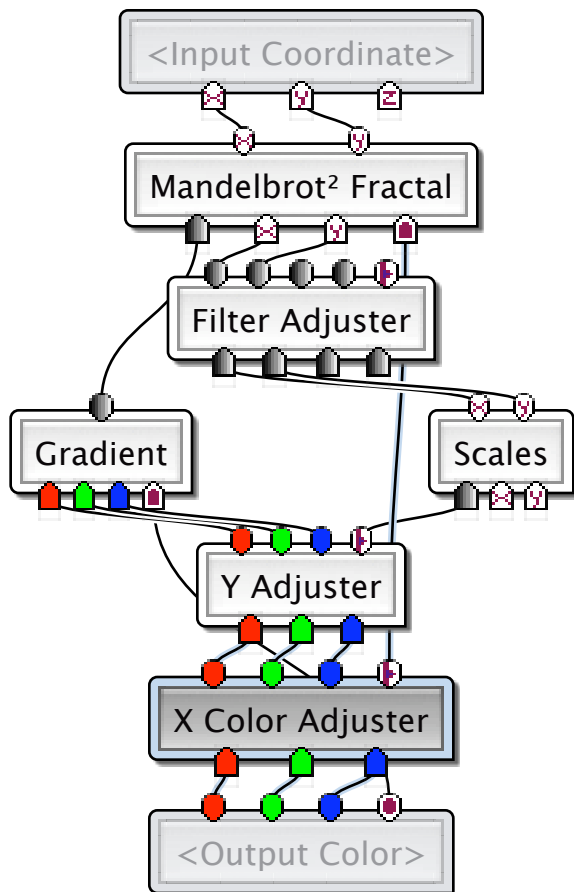 <Input Coordinate>
x y z
x y
Mandelbrot² Fractal
x y
Filter Adjuster
x y
Gradient
Scales
x y
Y Adjuster
X Color Adjuster
<Output Color>